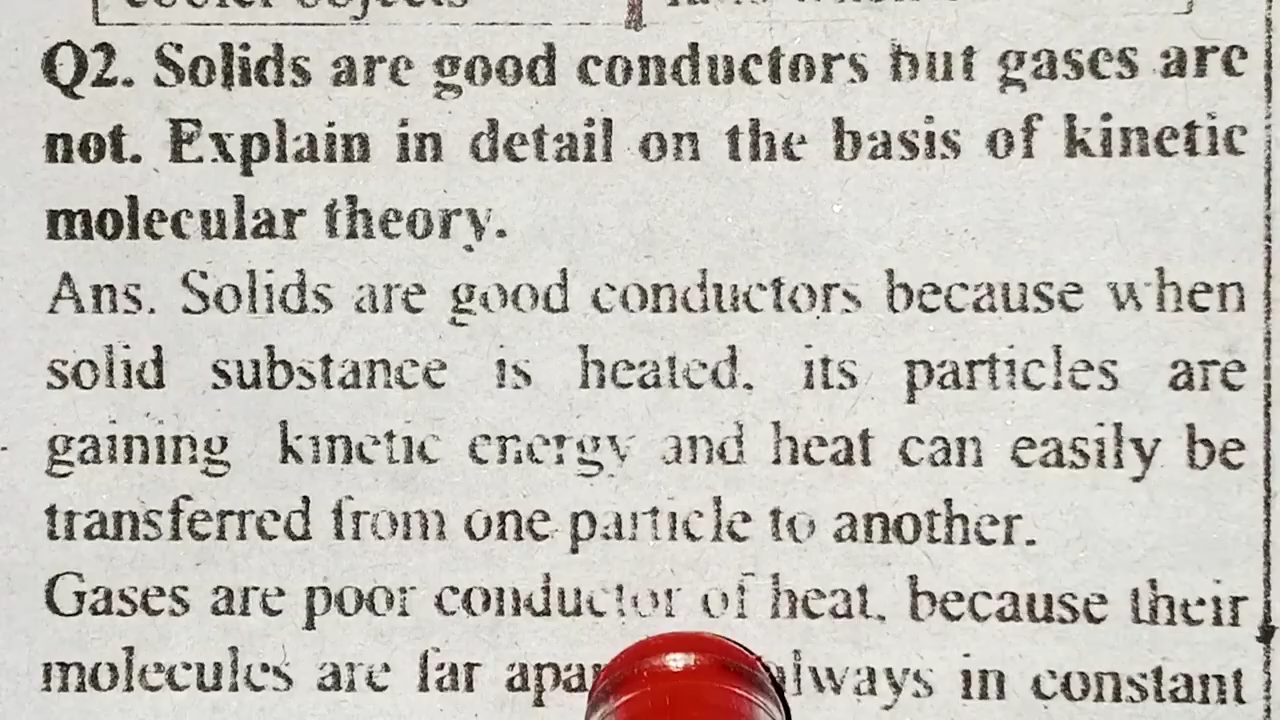 cooler objects
Q2. Solids are good conductors but gases are
not. Explain in detail on the basis of kinetic
molecular theory.
Ans. Solids are good conductors because when
solid substance is heated, its particles are
gaining kinetic energy and heat can easily be
transferred from one particle to another.
Gases are poor conductor of heat, because their
molecules are far always in constant